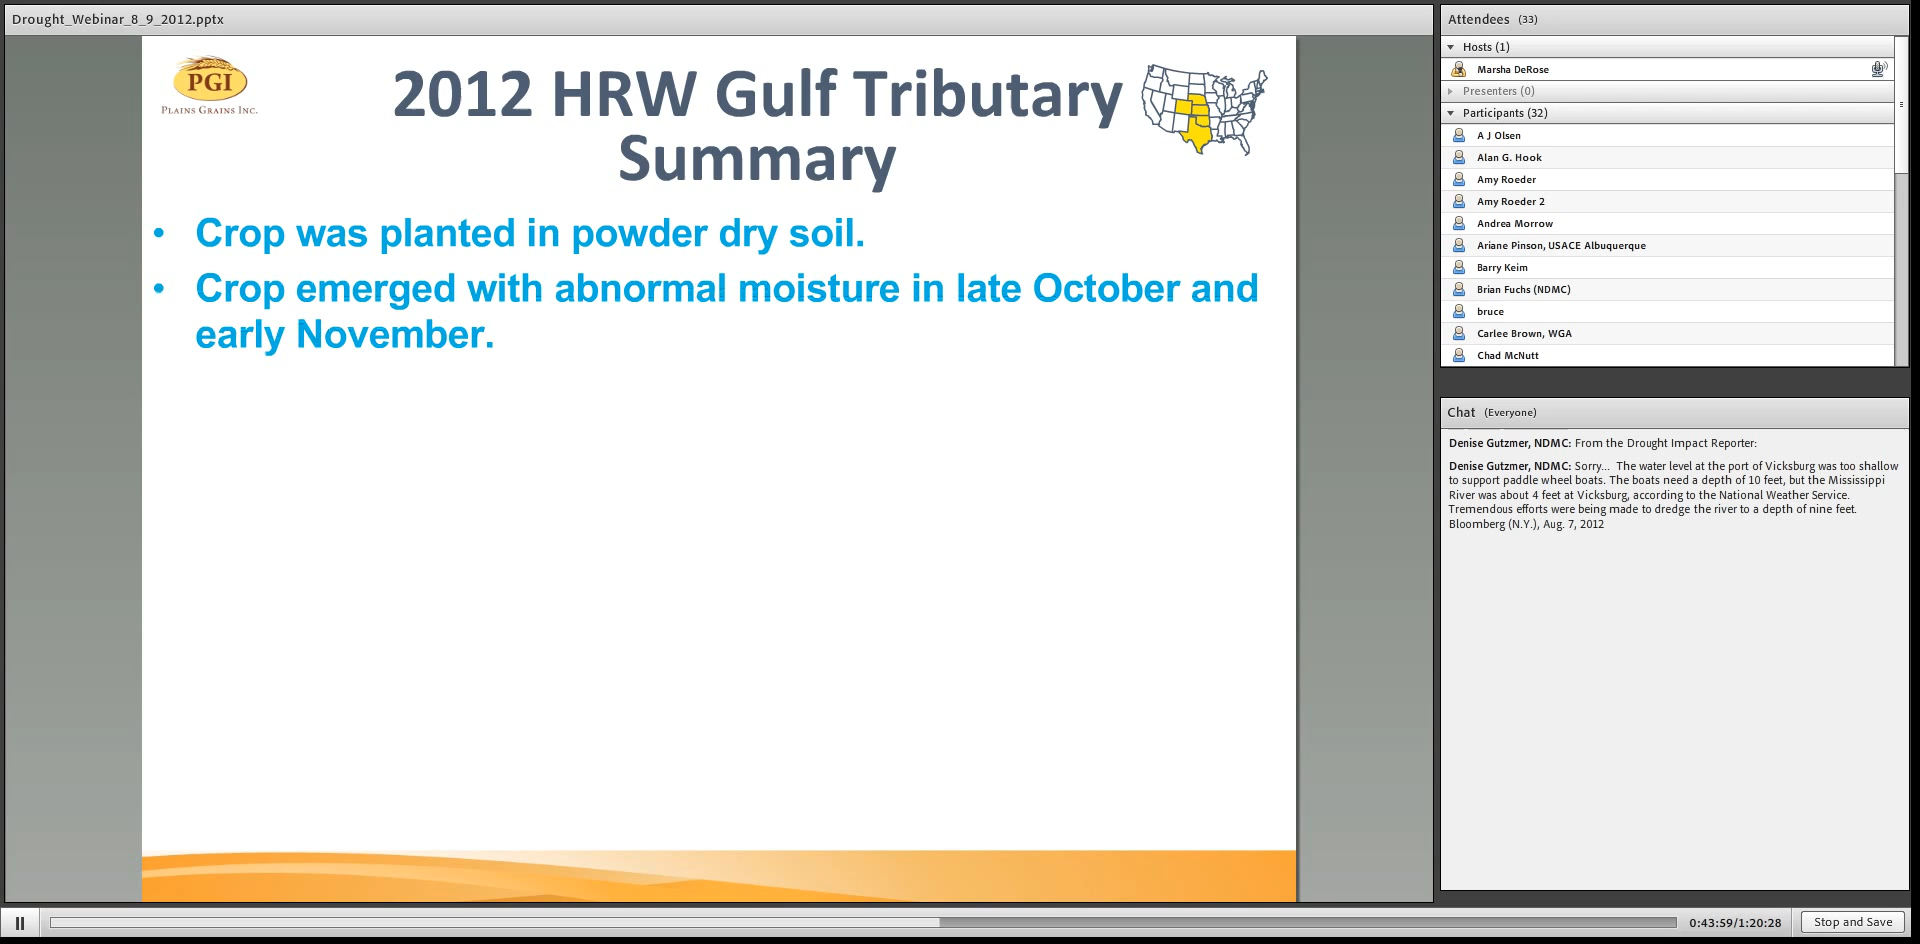 Drought_Webinar_8_9_2012.pptx
PGI
PLAINS GRAINS INC.
2012 HRW Gulf Tributary
Summary
• Crop was planted in powder dry soil.
• Crop emerged with abnormal moisture in late October and
early November.
Attendees (33)
Hosts (1)
Marsha DeRose
Presenters (0)
Participants (32)
A J Olsen
Alan G. Hook
Amy Roeder
Amy Roeder 2
Andrea Morrow
Ariane Pinson, USACE Albuquerque
Barry Keim
Brian Fuchs (NDMC)
bruce
Carlee Brown, WGA
Chad McNutt
Chat (Everyone)
Denise Gutzmer, NDMC: From the Drought Impact Reporter:
Denise Gutzmer, NDMC: Sorry... The water level at the port of Vicksburg was too shallow
to support paddle wheel boats. The boats need a depth of 10 feet, but the Mississippi
River was about 4 feet at Vicksburg, according to the National Weather Service.
Tremendous efforts were being made to dredge the river to a depth of nine feet.
Bloomberg (N.Y.), Aug. 7, 2012
0:43:59/1:20:28
Stop and Save